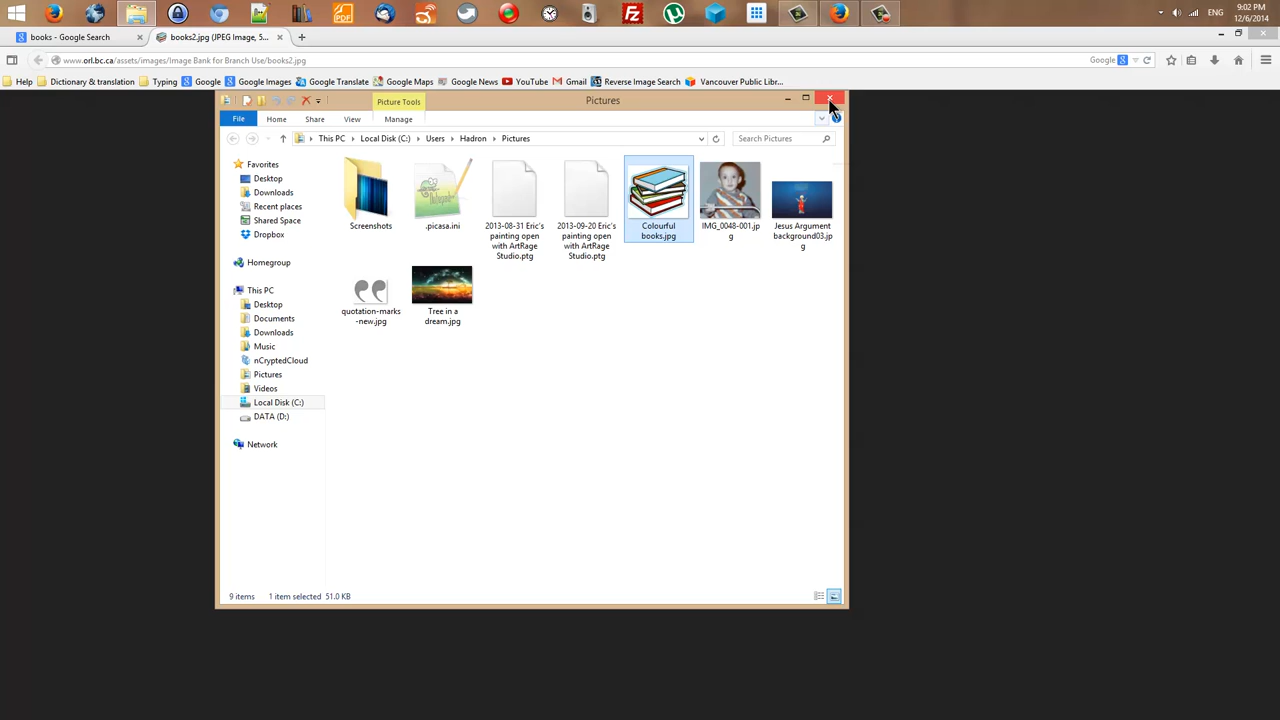 9:02 PM
ENG
12/6/2014
books - Google Search
books2.jpg (JPEG Image, 5...
www.orl.bc.ca/assets/images/Image Bank for Branch Use/books2.jpg
Google
Help
Dictionary & translation
Typing
Google
Google Images
Google Translate
Google Maps
Google News
YouTube
Gmail
Reverse Image Search
Vancouver Public Libr...
Picture Tools
Pictures
File
Home
Share
View
Manage
This PC
Local Disk (C:)
Users
Hadron
Pictures
Search Pictures
Favorites
Desktop
Downloads
Recent places
Shared Space
Dropbox
Homegroup
This PC
Desktop
Documents
Downloads
Music
nCryptedCloud
Pictures
Videos
Local Disk (C:)
DATA (D:)
Network
Screenshots
.picasa.ini
2013-08-31 Eric's
painting open
with ArtRage
Studio.ptg
2013-09-20 Eric's
painting open
with ArtRage
Studio.ptg
Colourful
books.jpg
IMG_0048-001.jp
g
Jesus Argument
background03.jp
g
quotation-marks
-new.jpg
Tree in a
dream.jpg
9 items
1 item selected 51.0 KB